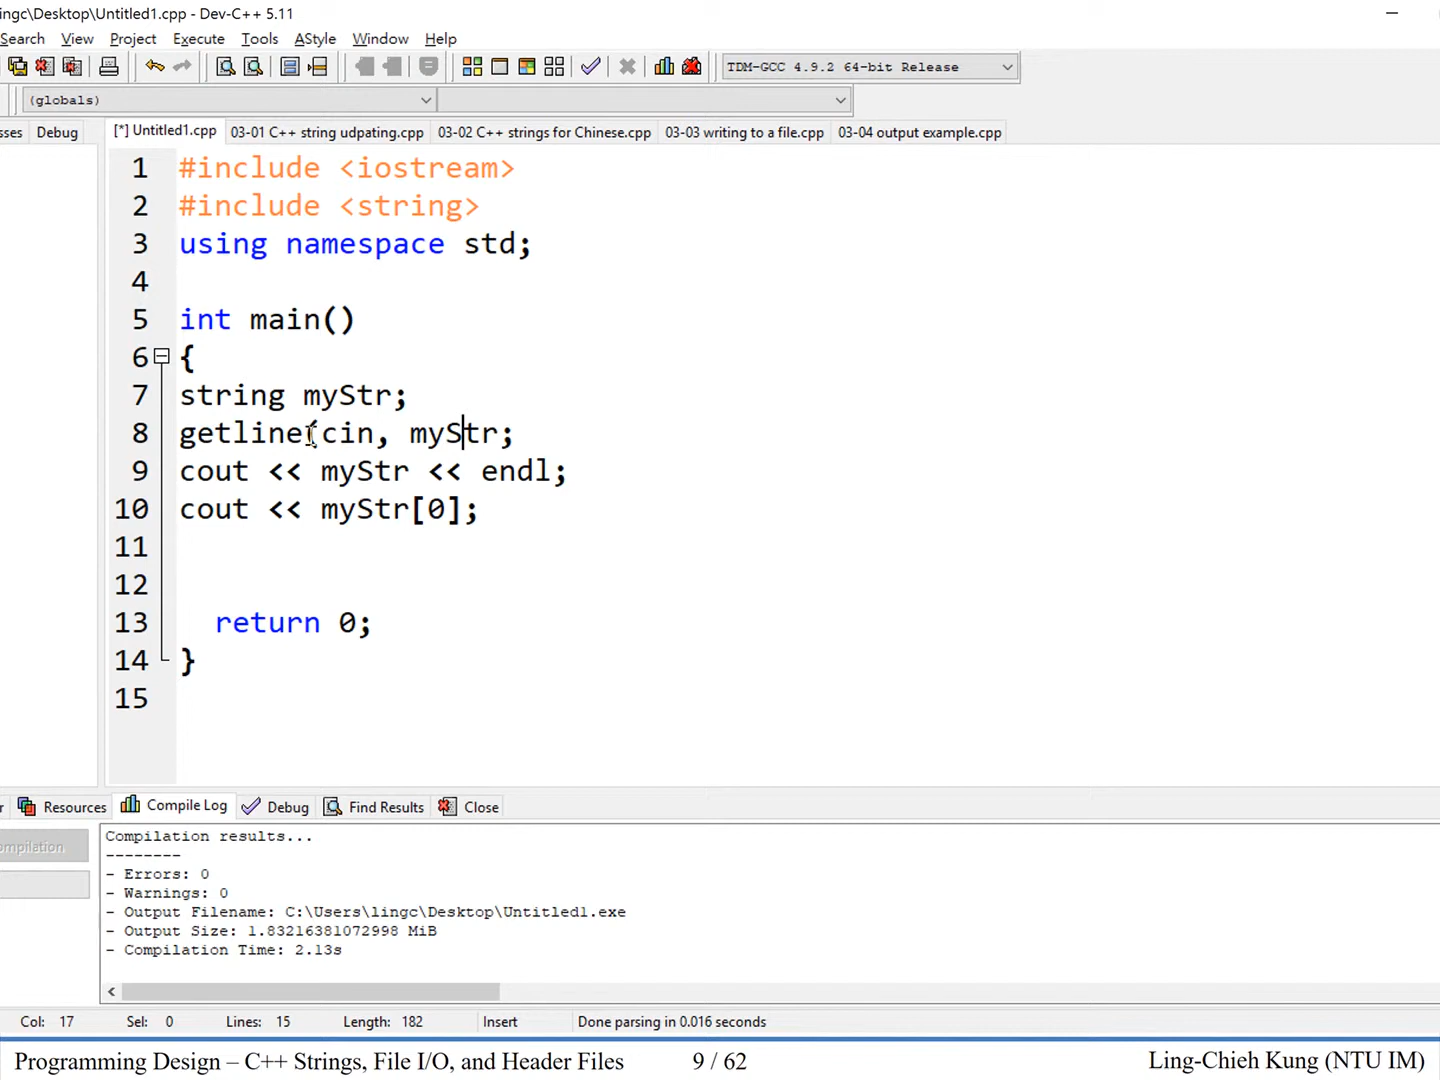 ingc\Desktop\Untitled1.cpp - Dev-C++ 5.11
Search View Project Execute Tools AStyle Window Help
TDM-GCC 4.9.2 64-bit Release
(globals)
sses Debug [*] Untitled1.cpp 03-01 C++ string udpating.cpp 03-02 C++ strings for Chinese.cpp 03-03 writing to a file.cpp 03-04 output example.cpp
1 #include <iostream>
2 #include <string>
3 using namespace std;
4
5 int main()
6 {
7 string myStr;
8 getline(cin, myStr;
9 cout << myStr << endl;
10 cout << myStr[0];
11
12
13 return 0;
14 }
15
r Resources Compile Log Debug Find Results Close
ompilation
Compilation results...
--------
- Errors: 0
- Warnings: 0
- Output Filename: C:\Users\lingc\Desktop\Untitled1.exe
- Output Size: 1.83216381072998 MiB
- Compilation Time: 2.13s
Col: 17 Sel: 0 Lines: 15 Length: 182 Insert Done parsing in 0.016 seconds
Programming Design – C++ Strings, File I/O, and Header Files 9 / 62 Ling-Chieh Kung (NTU IM)